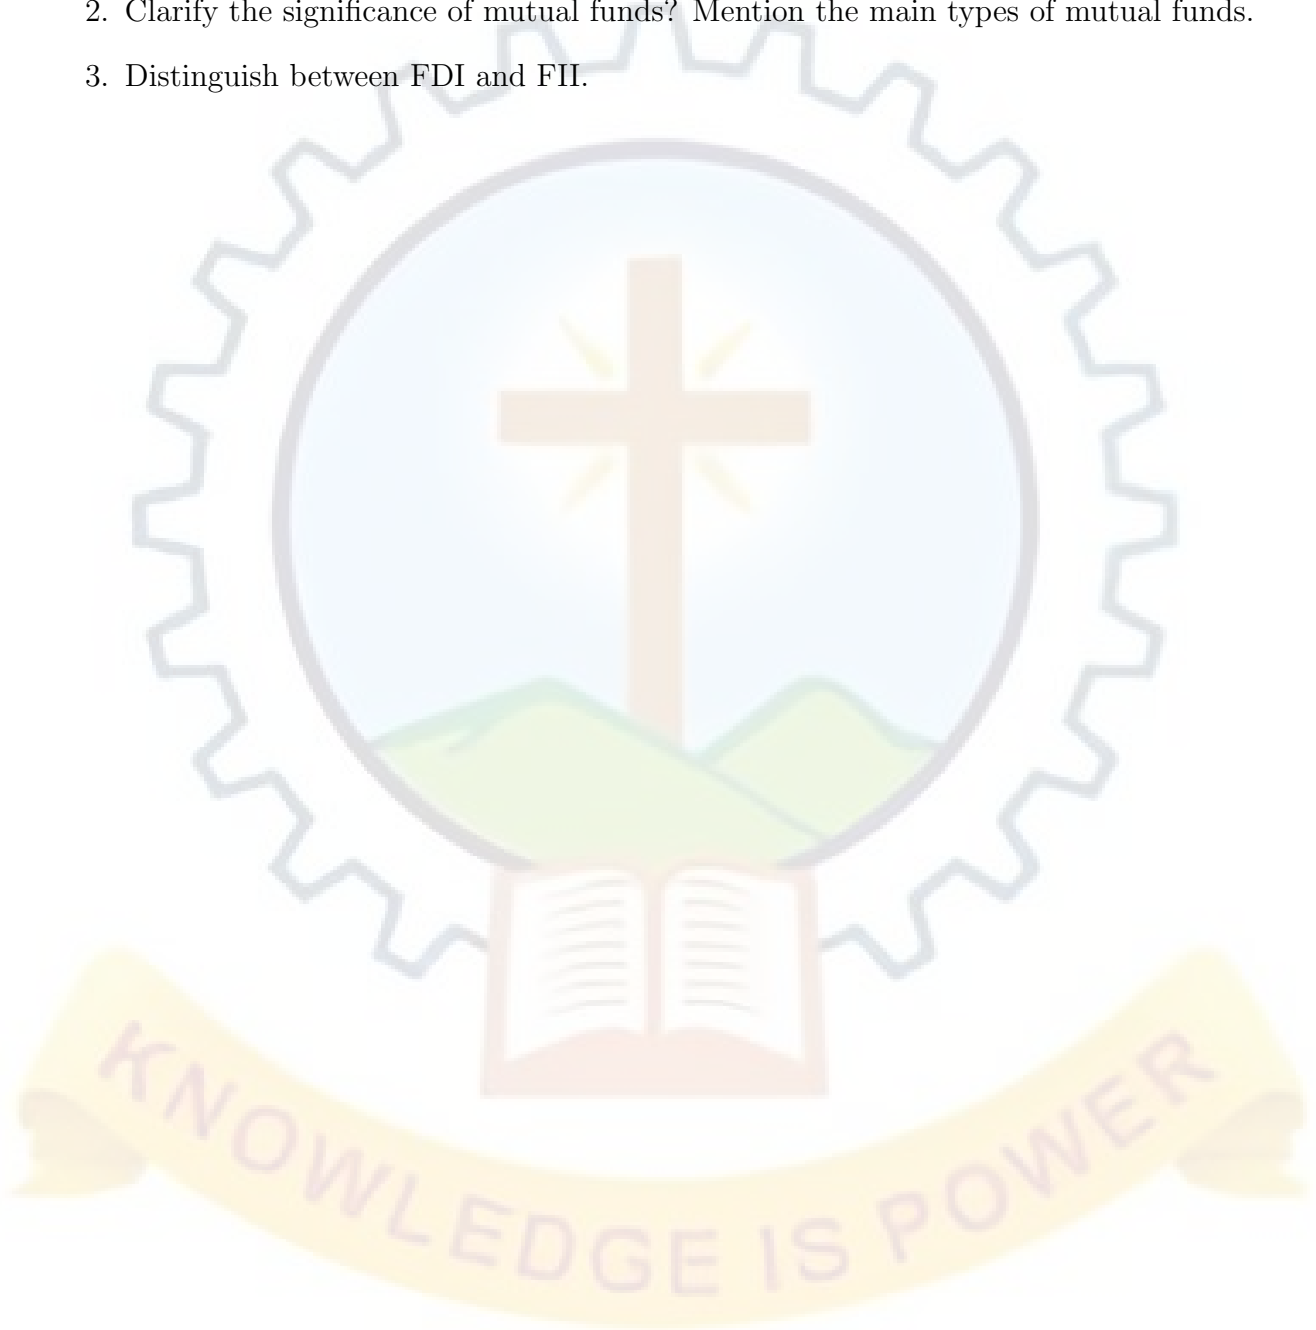 2. Clarify the significance of mutual funds? Mention the main types of mutual funds.
3. Distinguish between FDI and FII.
KNOWLEDGE IS POWER